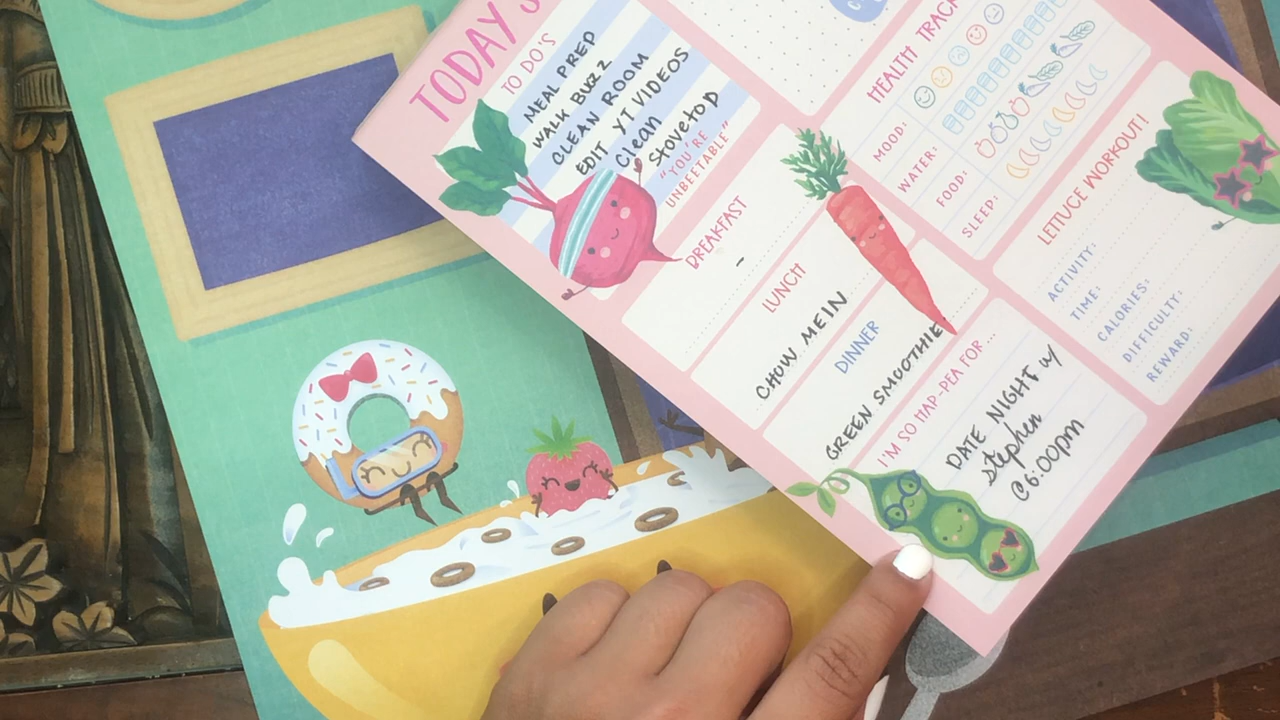 TODAY'S
TO DO'S
MEAL PREP
WALK BUZZ
CLEAN ROOM
EDIT YT VIDEOS
Clean
Stovetop
"YOU'RE
UNBEETABLE"
BREAKFAST
-
LUNCH
CHOW MEIN
DINNER
GREEN SMOOTHIE
I'M SO HAP-PEA FOR...
DATE NIGHT w/
stephen
@6:00pm
HEALTH TRACK
MOOD:
WATER:
FOOD:
SLEEP:
LETTUCE WORKOUT!
ACTIVITY:
TIME:
CALORIES:
DIFFICULTY:
REWARD: